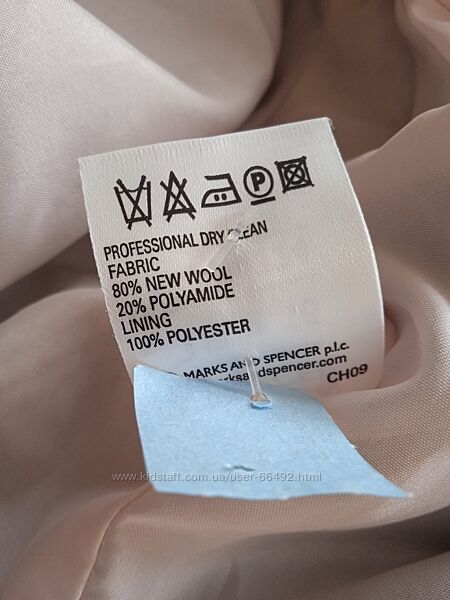 P
PROFESSIONAL DRY CLEAN
FABRIC
80% NEW WOOL
20% POLYAMIDE
LINING
100% POLYESTER
MARKS AND SPENCER p.l.c.
CH09
www.kidstaff.com.ua/user-66492.html